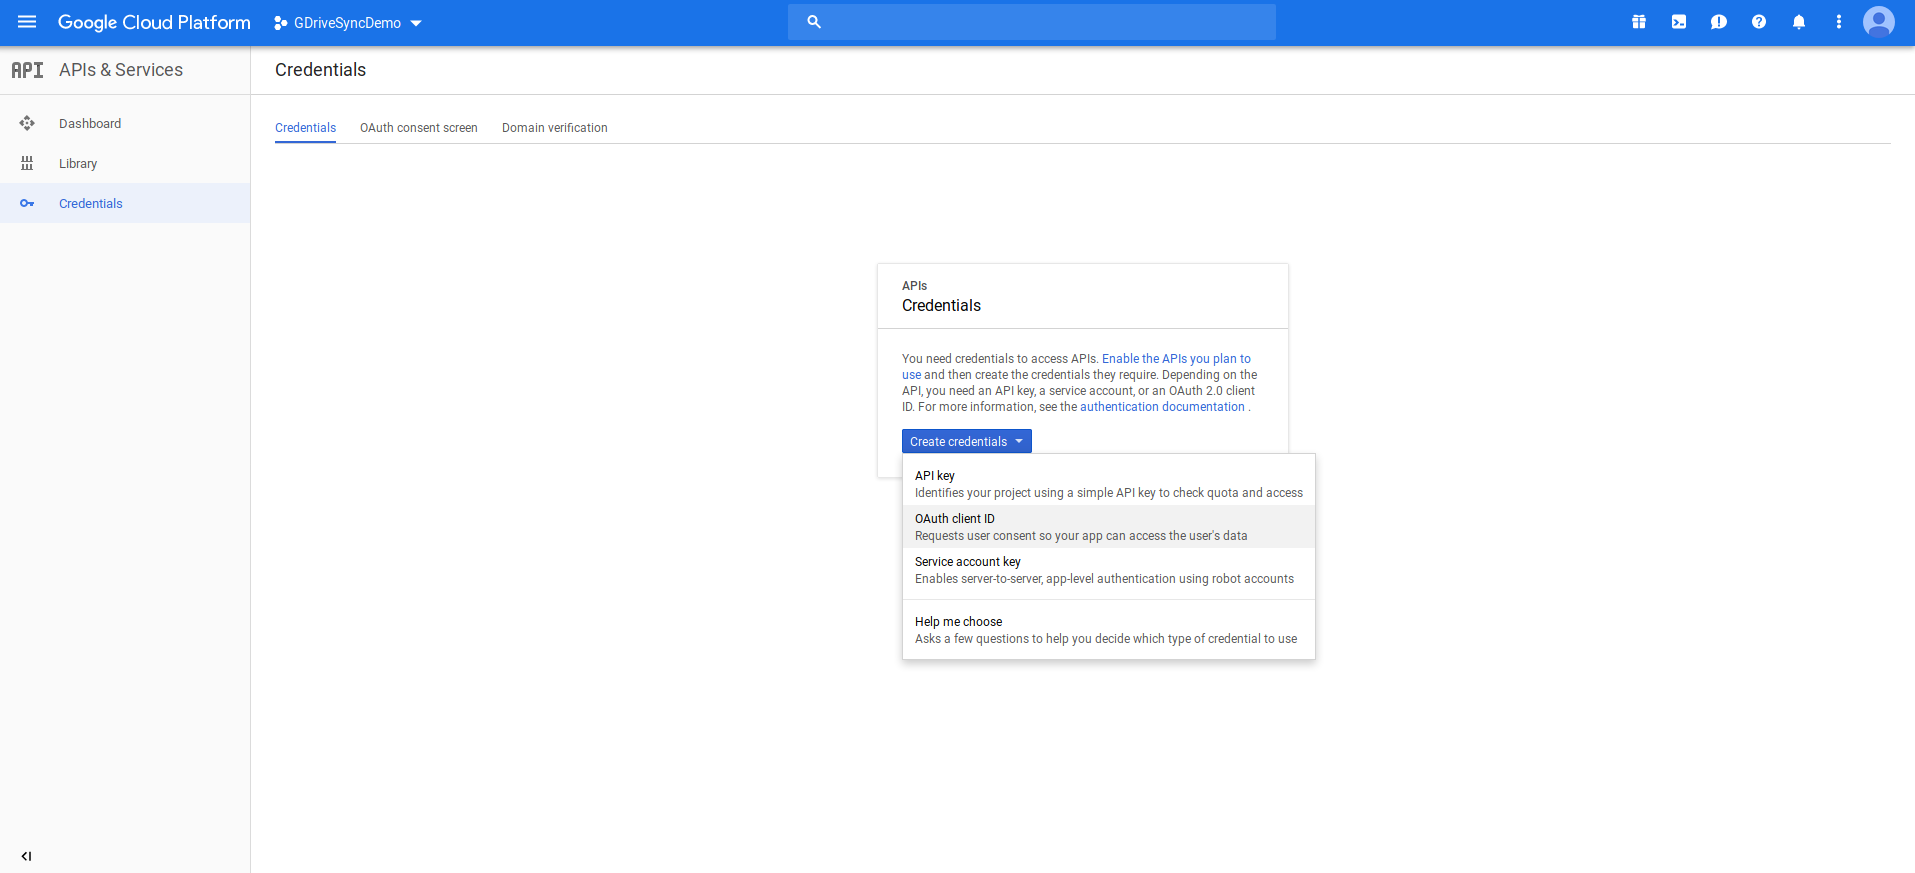 Google Cloud Platform
GDriveSyncDemo
API
APIs & Services
Credentials
Dashboard
Library
Credentials
Credentials
OAuth consent screen
Domain verification
APIs
Credentials
You need credentials to access APIs. Enable the APIs you plan to
use and then create the credentials they require. Depending on the
API, you need an API key, a service account, or an OAuth 2.0 client
ID. For more information, see the authentication documentation .
Create credentials
API key
Identifies your project using a simple API key to check quota and access
OAuth client ID
Requests user consent so your app can access the user's data
Service account key
Enables server-to-server, app-level authentication using robot accounts
Help me choose
Asks a few questions to help you decide which type of credential to use